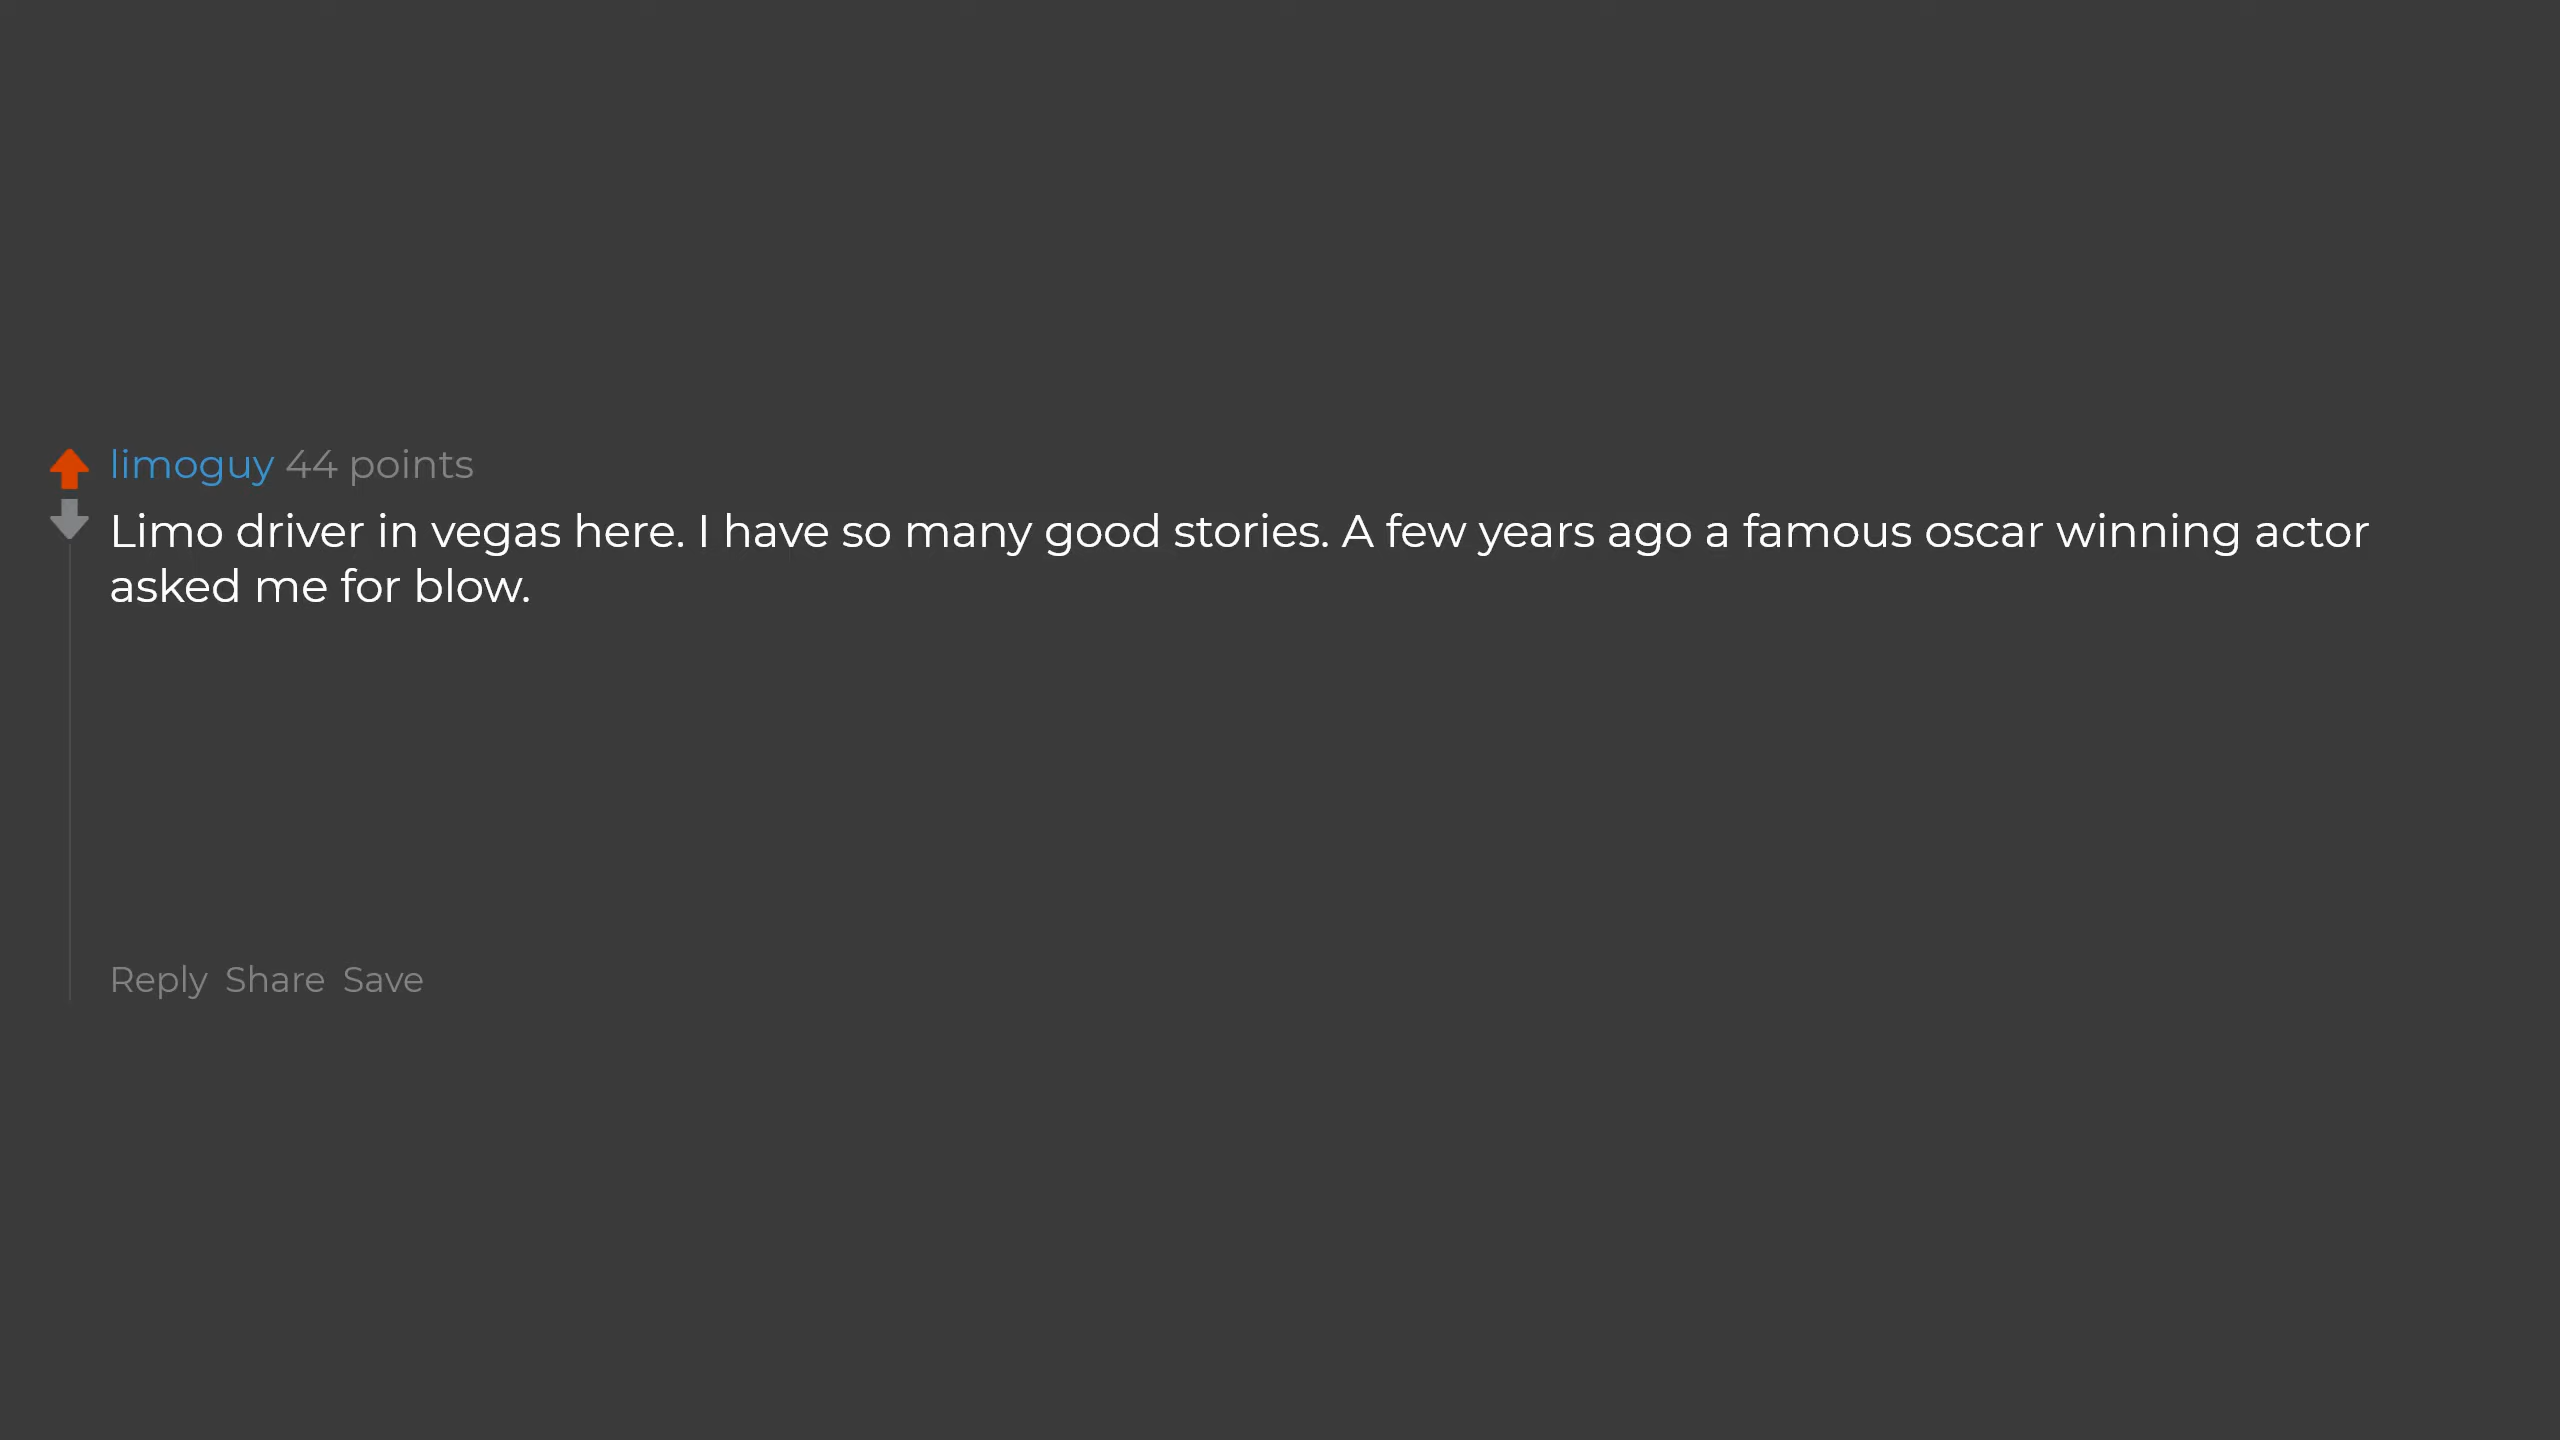 limoguy 44 points
Limo driver in vegas here. I have so many good stories. A few years ago a famous oscar winning actor
asked me for blow.
Reply Share Save